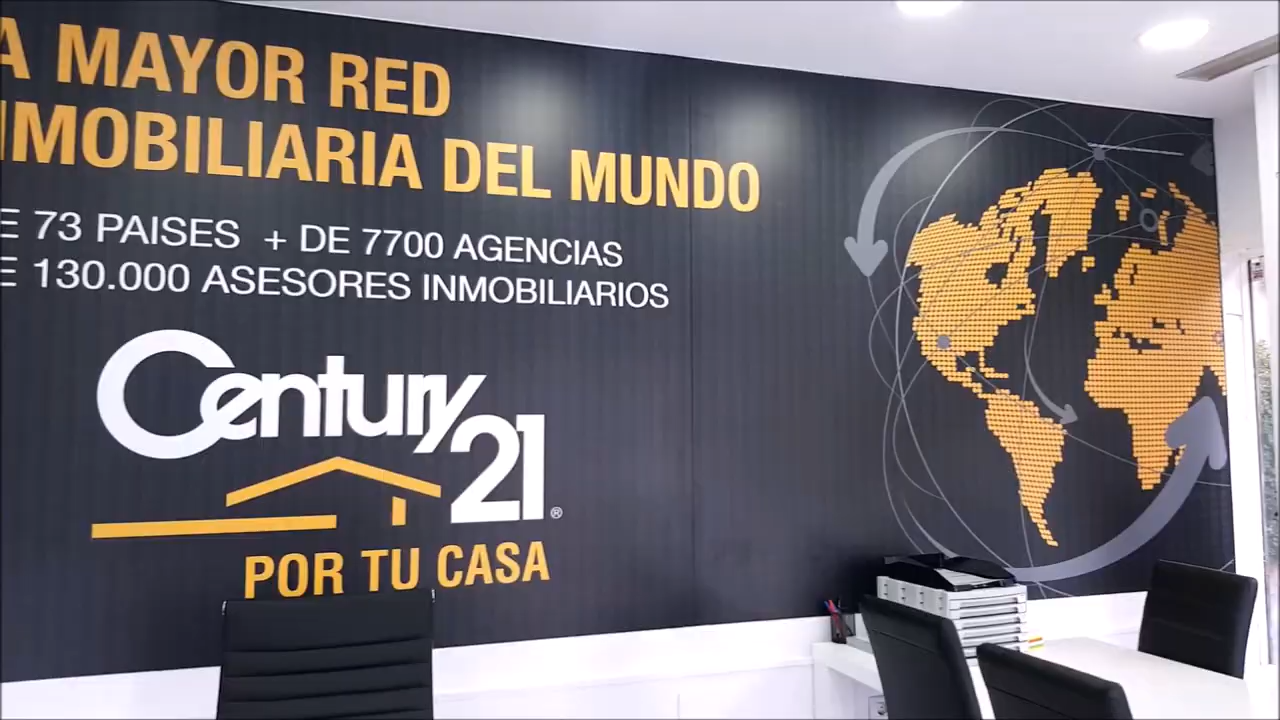 A MAYOR RED
NMOBILIARIA DEL MUNDO
E 73 PAISES + DE 7700 AGENCIAS
E 130.000 ASESORES INMOBILIARIOS
Century
21®
POR TU CASA